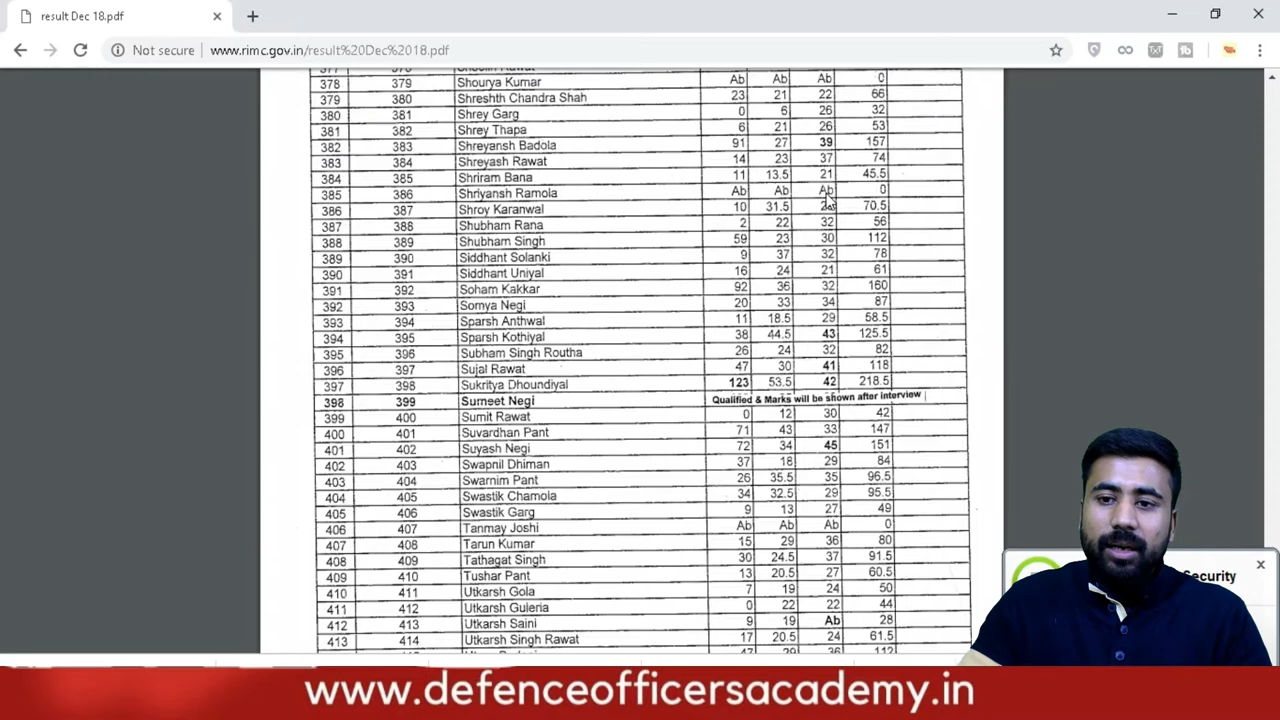 result Dec 18.pdf
Not secure | www.rimc.gov.in/result%20Dec%2018.pdf
378 379 Shourya Kumar Ab Ab Ab 0
379 380 Shreshth Chandra Shah 23 21 22 66
380 381 Shrey Garg 0 6 26 32
381 382 Shrey Thapa 6 21 26 53
382 383 Shreyansh Badola 91 27 39 157
383 384 Shreyash Rawat 14 23 37 74
384 385 Shriram Bana 11 13.5 21 45.5
385 386 Shriyansh Ramola Ab Ab Ab 0
386 387 Shroy Karanwal 10 31.5 70.5
387 388 Shubham Rana 2 22 32 56
388 389 Shubham Singh 59 23 30 112
389 390 Siddhant Solanki 9 37 32 78
390 391 Siddhant Uniyal 16 24 21 61
391 392 Soham Kakkar 92 36 32 160
392 393 Somya Negi 20 33 34 87
393 394 Sparsh Anthwal 11 18.5 29 58.5
394 395 Sparsh Kothiyal 38 44.5 43 125.5
395 396 Subham Singh Routha 26 24 32 82
396 397 Sujal Rawat 47 30 41 118
397 398 Sukritya Dhoundiyal 123 53.5 42 218.5
398 399 Sumeet Negi Qualified & Marks will be shown after interview
399 400 Sumit Rawat 0 12 30 42
400 401 Suvardhan Pant 71 43 33 147
401 402 Suyash Negi 72 34 45 151
402 403 Swapnil Dhiman 37 18 29 84
403 404 Swarnim Pant 26 35.5 35 96.5
404 405 Swastik Chamola 34 32.5 29 95.5
405 406 Swastik Garg 9 13 27 49
406 407 Tanmay Joshi Ab Ab Ab 0
407 408 Tarun Kumar 15 29 36 80
408 409 Tathagat Singh 30 24.5 37 91.5
409 410 Tushar Pant 13 20.5 27 60.5
410 411 Utkarsh Gola 7 19 24 50
411 412 Utkarsh Guleria 0 22 22 44
412 413 Utkarsh Saini 9 19 Ab 28
413 414 Utkarsh Singh Rawat 17 20.5 24 61.5
Security
www.defenceofficersacademy.in